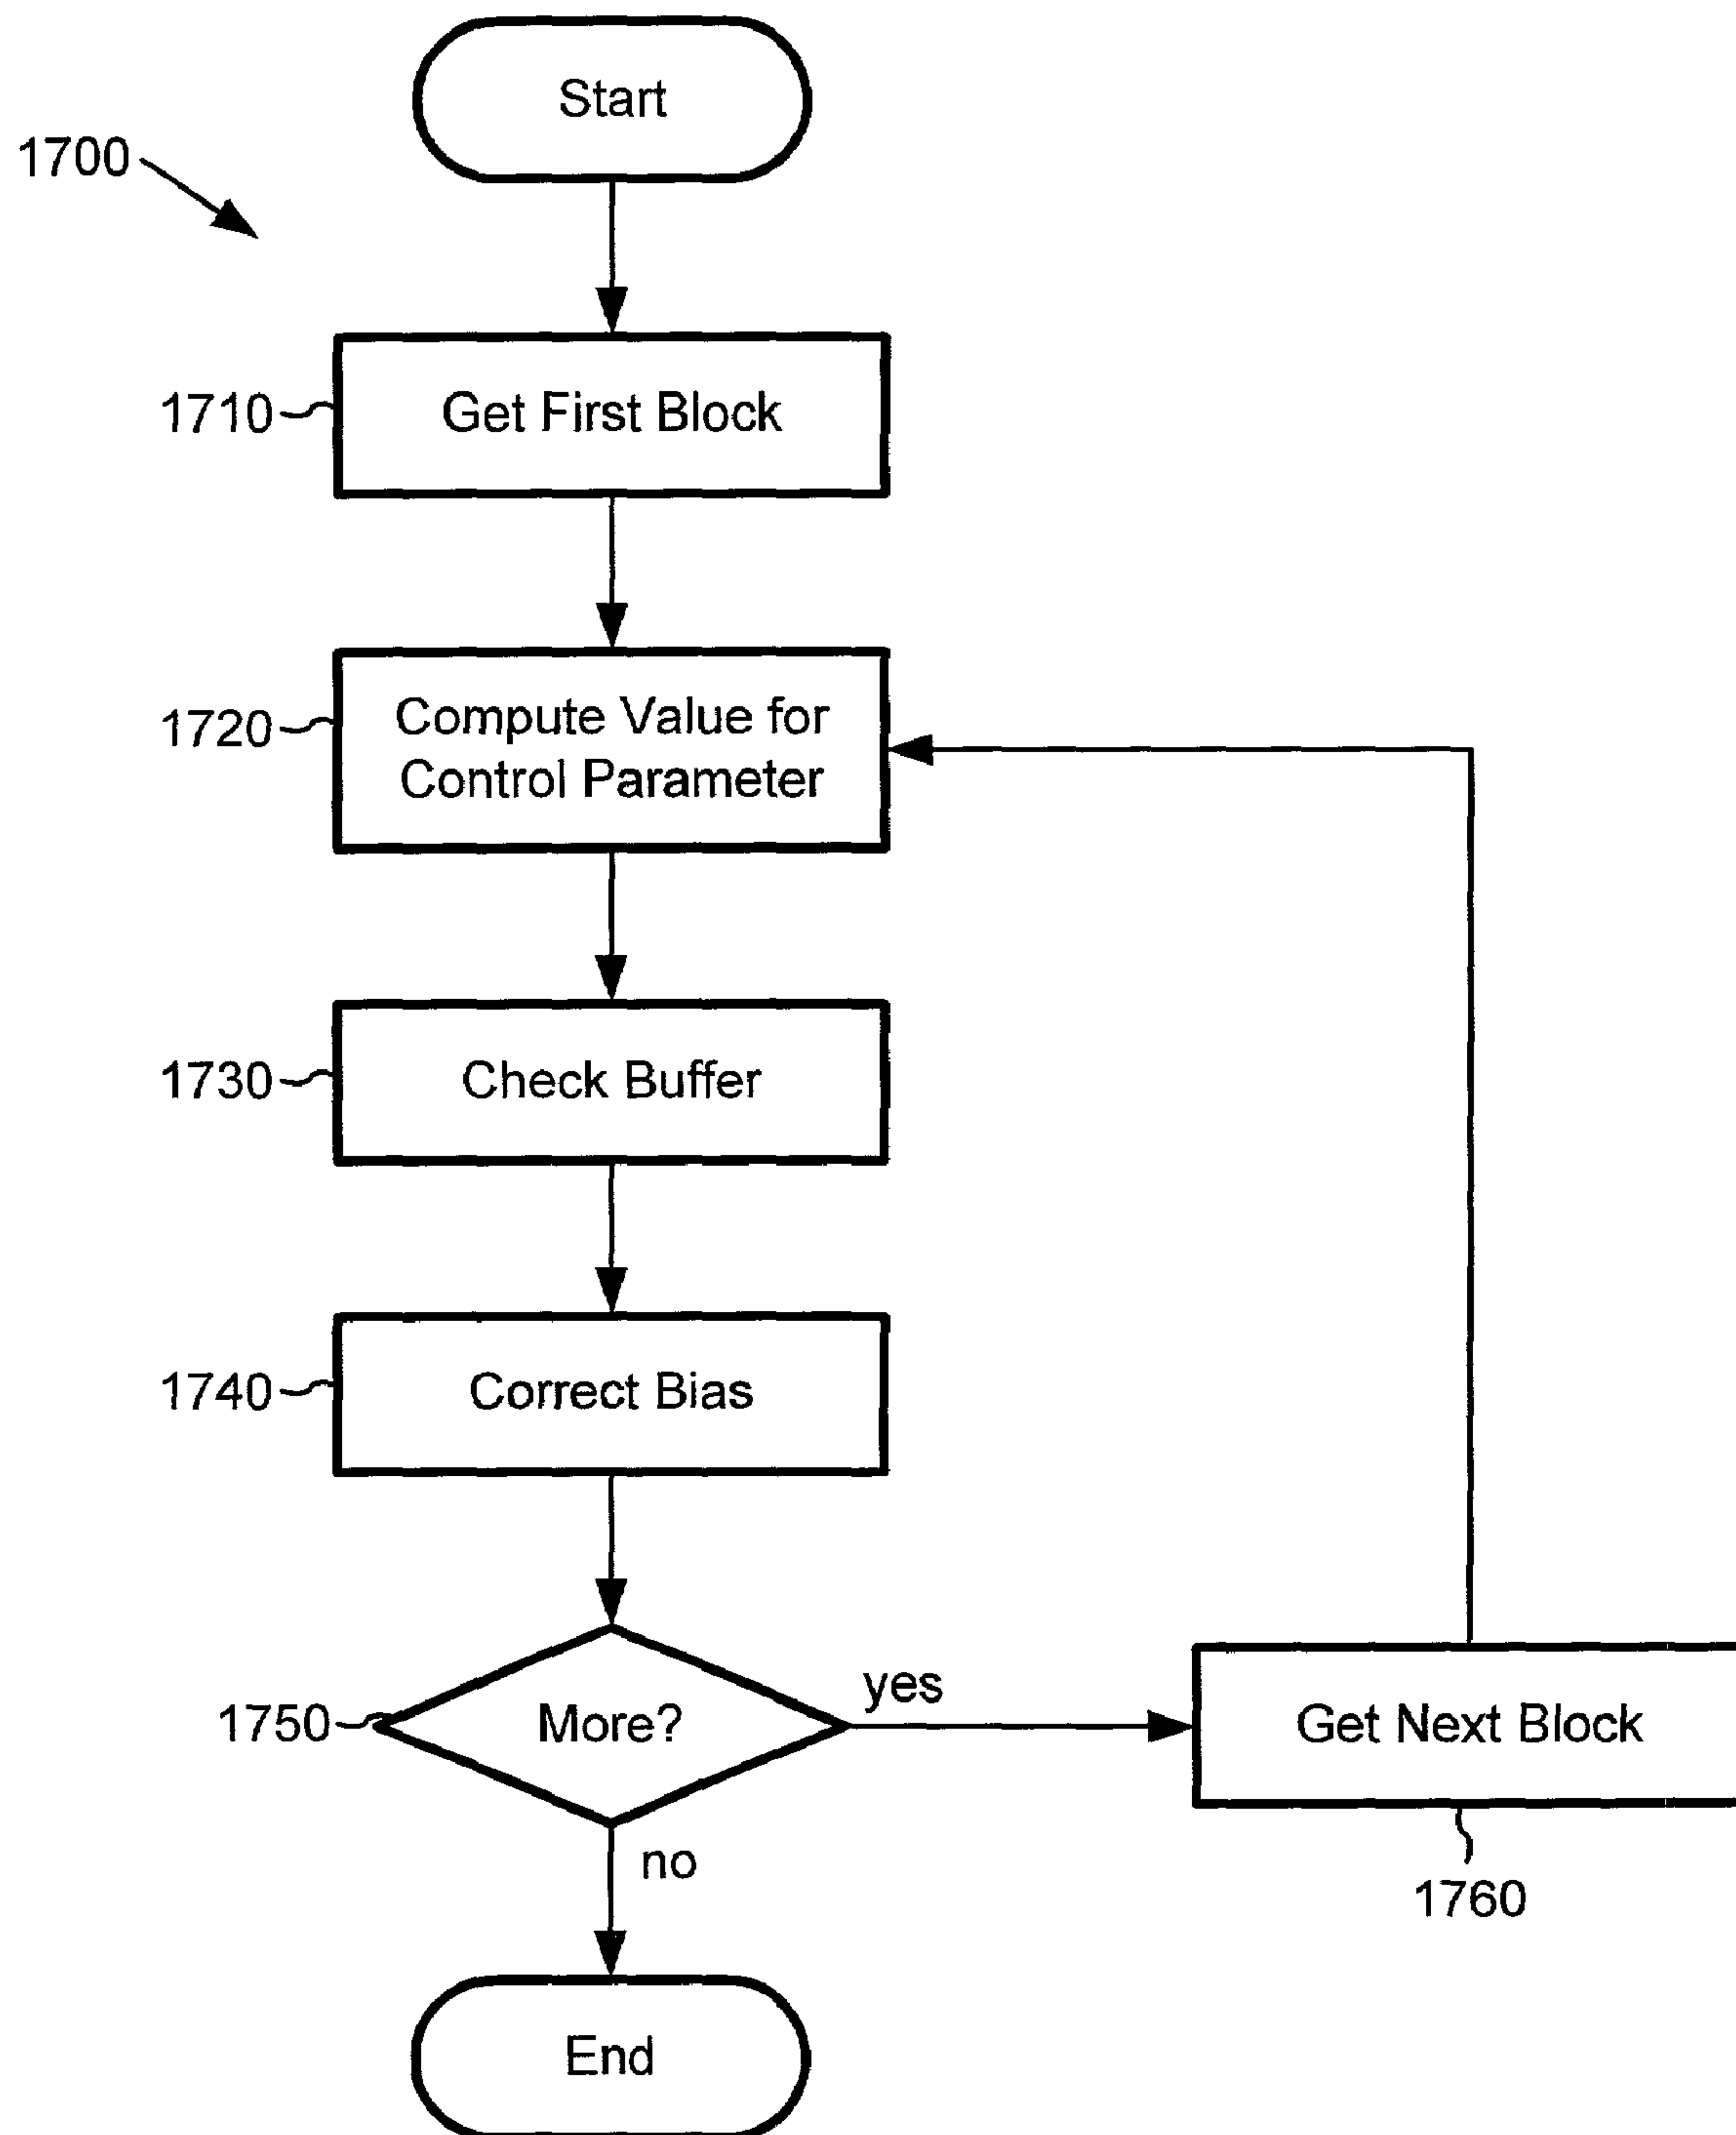 Start
1700
1710
Get First Block
1720
Compute Value for
Control Parameter
1730
Check Buffer
1740
Correct Bias
1750
More?
yes
Get Next Block
1760
no
End